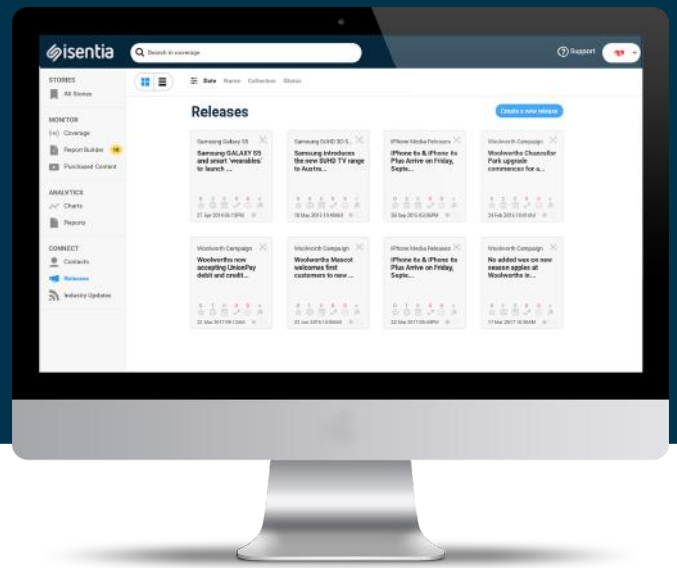 isentia
Search in coverage
Support
STORIES
All Stories
MONITOR
Coverage
Report Builder
Purchased Content
ANALYTICS
Charts
Reports
CONNECT
Contacts
Releases
Industry Updates
Date Name Collection Status
Releases
Create a new release
Samsung Galaxy S5
Samsung GALAXY S5
and smart 'wearables'
to launch ...
Samsung SUHD 3D S...
Samsung introduces
the new SUHD TV range
to Austra...
iPhone Media Releases
iPhone 6s & iPhone 6s
Plus Arrive on Friday,
Septe...
Woolworth Campaign
Woolworths Chancellor
Park upgrade
commences for a...
Woolworth Campaign
Woolworths now
accepting UnionPay
debit and credit...
Woolworth Campaign
Woolworths Mascot
welcomes first
customers to new ...
iPhone Media Releases
iPhone 6s & iPhone 6s
Plus Arrive on Friday,
Septe...
Woolworth Campaign
No added wax on new
season apples at
Woolworths in...